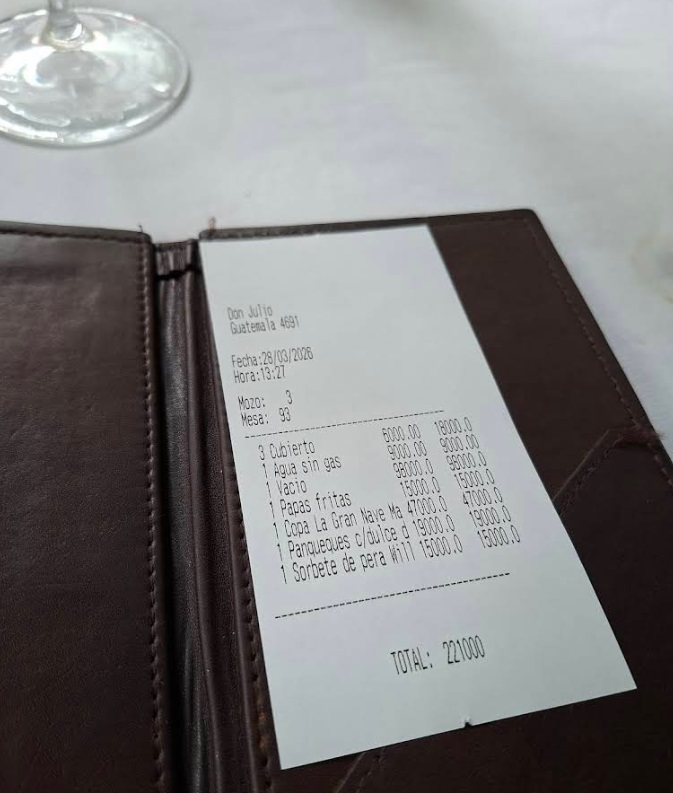 Don Julio
Guatemala 4691
Fecha:28/03/2026
Hora:13:27
Mozo: 3
Mesa: 93
3 Cubierto 6000.00 18000.0
1 Agua sin gas 9000.00 9000.00
1 Vacio 98000.0 98000.0
1 Papas fritas 15000.0 15000.0
1 Copa La Gran Nave Ma 47000.0 47000.0
1 Panqueques c/dulce d 19000.0 19000.0
1 Sorbete de pera Will 15000.0 15000.0
TOTAL: 221000